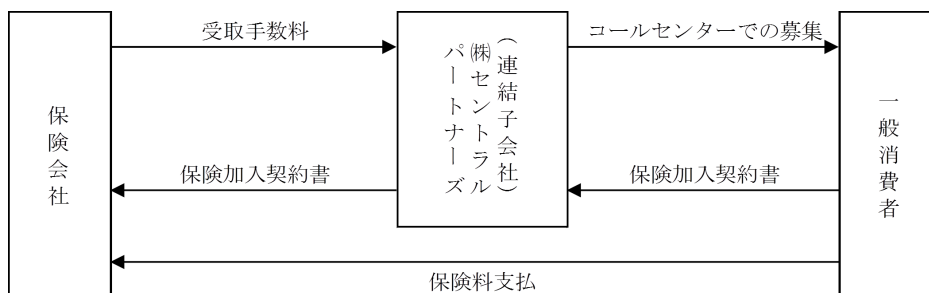 受取手数料
コールセンターでの募集
保険会社
(連結子会社)
㈱セントラル
パートナーズ
一般消費者
保険加入契約書
保険加入契約書
保険料支払